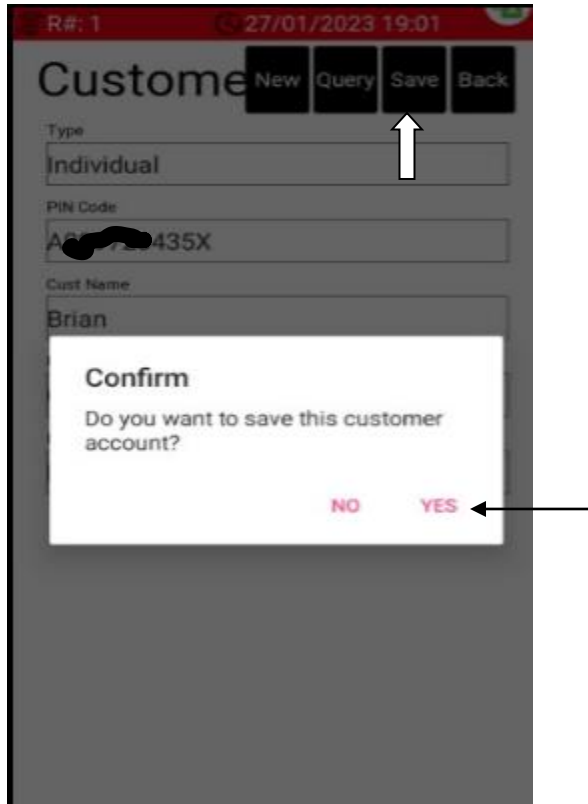 R#: 1 27/01/2023 19:01
Custome New Query Save Back
Type
Individual
PIN Code
435X
Cust Name
Brian
Confirm
Do you want to save this customer
account?
NO YES